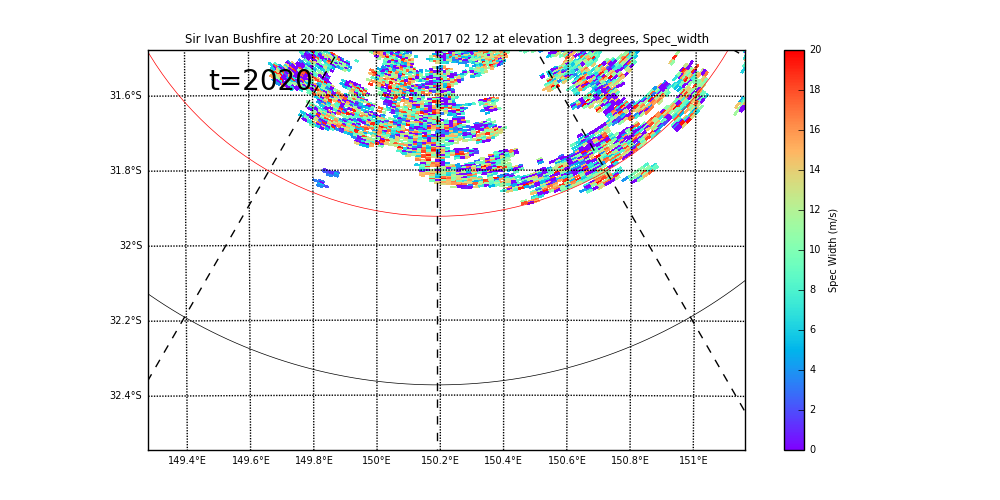 Sir Ivan Bushfire at 20:20 Local Time on 2017 02 12 at elevation 1.3 degrees, Spec_width
t=2020
31.6°S
31.8°S
32°S
32.2°S
32.4°S
149.4°E 149.6°E 149.8°E 150°E 150.2°E 150.4°E 150.6°E 150.8°E 151°E
20
18
16
14
12
10
8
6
4
2
0
Spec Width (m/s)